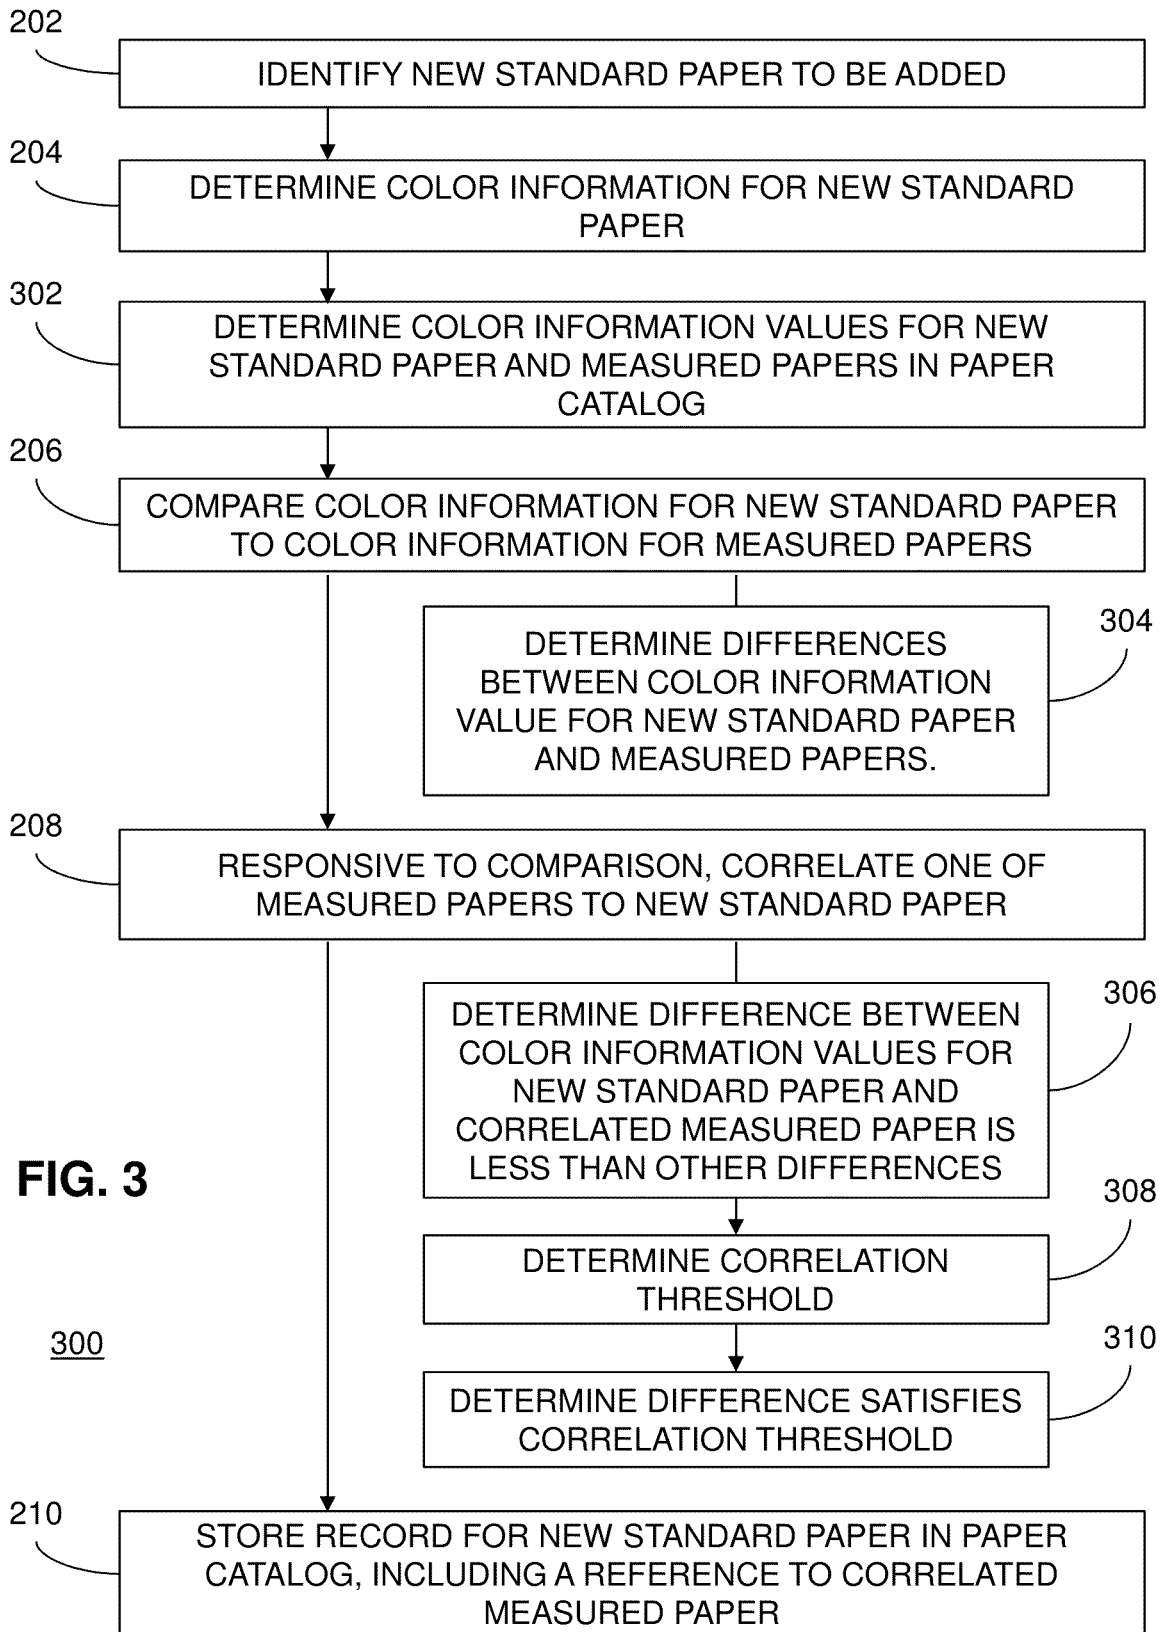 202
IDENTIFY NEW STANDARD PAPER TO BE ADDED
204
DETERMINE COLOR INFORMATION FOR NEW STANDARD
PAPER
302
DETERMINE COLOR INFORMATION VALUES FOR NEW
STANDARD PAPER AND MEASURED PAPERS IN PAPER
CATALOG
206
COMPARE COLOR INFORMATION FOR NEW STANDARD PAPER
TO COLOR INFORMATION FOR MEASURED PAPERS
304
DETERMINE DIFFERENCES
BETWEEN COLOR INFORMATION
VALUE FOR NEW STANDARD PAPER
AND MEASURED PAPERS.
208
RESPONSIVE TO COMPARISON, CORRELATE ONE OF
MEASURED PAPERS TO NEW STANDARD PAPER
306
DETERMINE DIFFERENCE BETWEEN
COLOR INFORMATION VALUES FOR
NEW STANDARD PAPER AND
CORRELATED MEASURED PAPER IS
LESS THAN OTHER DIFFERENCES
FIG. 3
308
DETERMINE CORRELATION
THRESHOLD
300
310
DETERMINE DIFFERENCE SATISFIES
CORRELATION THRESHOLD
210
STORE RECORD FOR NEW STANDARD PAPER IN PAPER
CATALOG, INCLUDING A REFERENCE TO CORRELATED
MEASURED PAPER